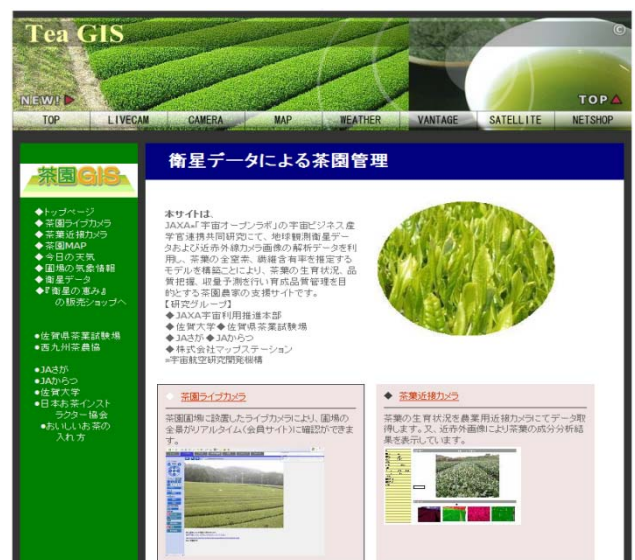 Tea GIS
©
NEW!
TOP
TOP LIVECAM CAMERA MAP WEATHER VANTAGE SATELLITE NETSHOP
茶園GIS
◆トップページ
◆茶園ライブカメラ
◆茶葉近接カメラ
◆茶園MAP
◆今日の天気
◆圃場の気象情報
◆衛星データ
◆『衛星の恵み』
の販売ショップへ
●佐賀県茶業試験場
●西九州茶農協
●JAさが
●JAからつ
●佐賀大学
●日本お茶インスト
ラクター協会
●おいしいお茶の
入れ方
衛星データによる茶園管理
本サイトは、
JAXA※「宇宙オープンラボ」の宇宙ビジネス産
学官連携共同研究にて、地球観測衛星デー
タおよび近赤外線カメラ画像の解析データを利
用し、茶葉の全窒素、繊維含有率を推定する
モデルを構築ことにより、茶葉の生育状況、品
質把握、収量予測を行い育成品質管理を目
的とする茶園農家の支援サイトです。
【研究グループ】
◆JAXA宇宙利用推進本部
◆佐賀大学◆佐賀県茶業試験場
◆JAさが◆JAからつ
◆株式会社マップステーション
※宇宙航空研究開発機構
◆ 茶園ライブカメラ
茶園圃場に設置したライブカメラにより、圃場の
全景がリアルタイム(会員サイト)に確認ができま
す。
◆ 茶葉近接カメラ
茶葉の生育状況を農業用近接カメラにてデータ取
得します。又、近赤外画像により茶葉の成分分析結
果を表示しています。